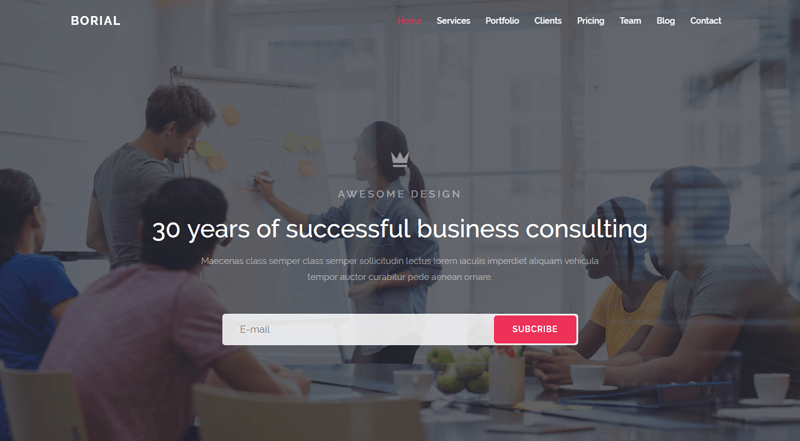 BORIAL
Home Services Portfolio Clients Pricing Team Blog Contact
AWESOME DESIGN
30 years of successful business consulting
Maecenas class semper class semper sollicitudin lectus lorem iaculis imperdiet aliquam vehicula
tempor auctor curabitur pede aenean ornare.
E-mail SUBCRIBE